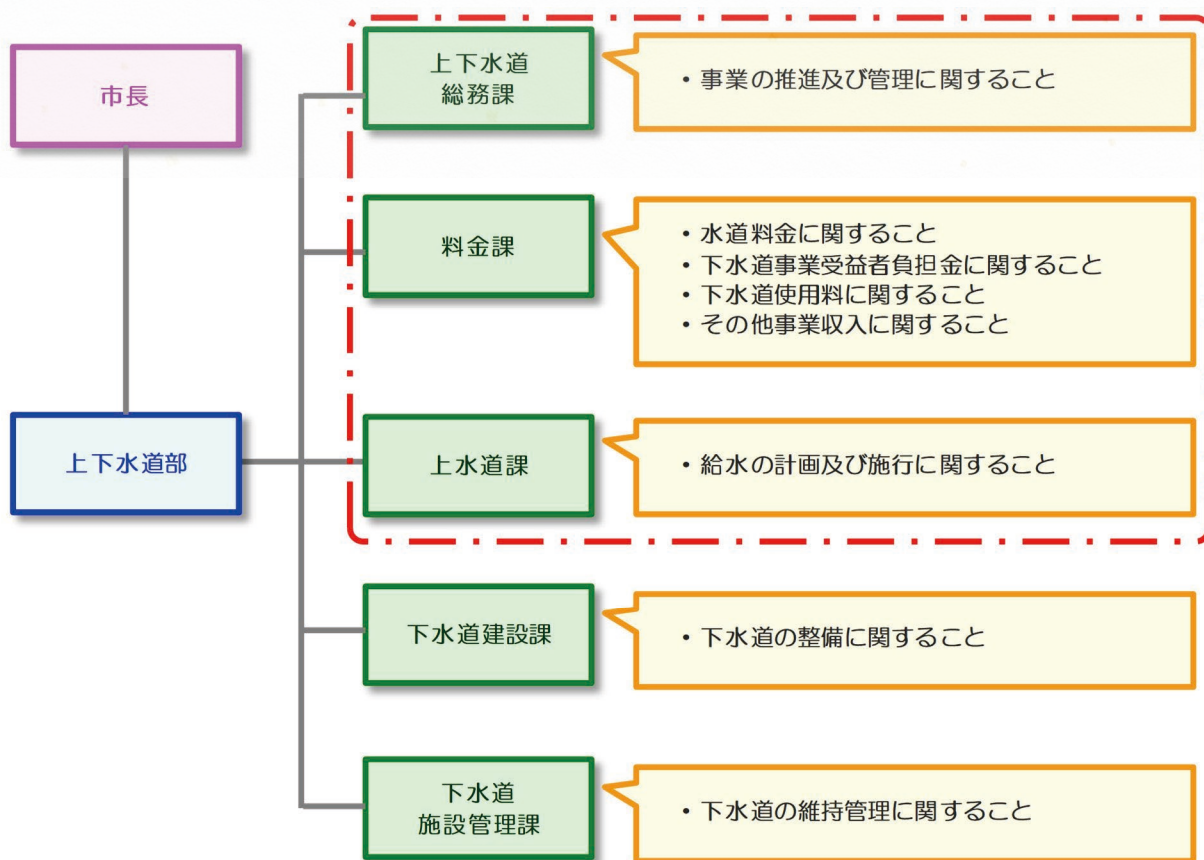 市長
上下水道部
上下水道
総務課
・事業の推進及び管理に関すること
料金課
・水道料金に関すること
・下水道事業受益者負担金に関すること
・下水道使用料に関すること
・その他事業収入に関すること
上水道課
・給水の計画及び施行に関すること
下水道建設課
・下水道の整備に関すること
下水道
施設管理課
・下水道の維持管理に関すること